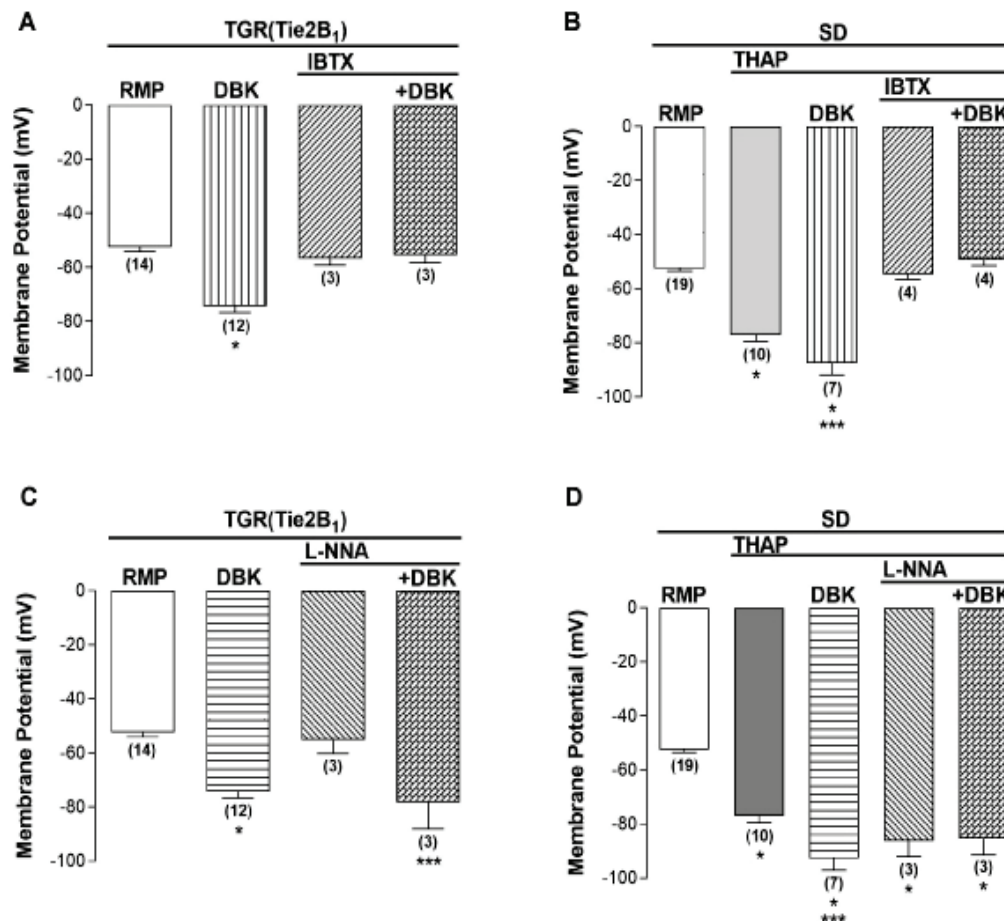 A
TGR(Tie2B₁)
IBTX
RMP DBK +DBK
Membrane Potential (mV)
0
-20
-40
-60
-80
-100
(14)
(12)
*
(3)
(3)
B
SD
THAP
IBTX
RMP DBK +DBK
Membrane Potential (mV)
0
-20
-40
-60
-80
-100
(19)
(10)
*
(7)
*
***
(4)
(4)
C
TGR(Tie2B₁)
L-NNA
RMP DBK +DBK
Membrane Potential (mV)
0
-20
-40
-60
-80
-100
(14)
(12)
*
(3)
(3)
***
D
SD
THAP
L-NNA
RMP DBK +DBK
Membrane Potential (mV)
0
-20
-40
-60
-80
-100
(19)
(10)
*
(7)
*
***
(3)
*
(3)
*